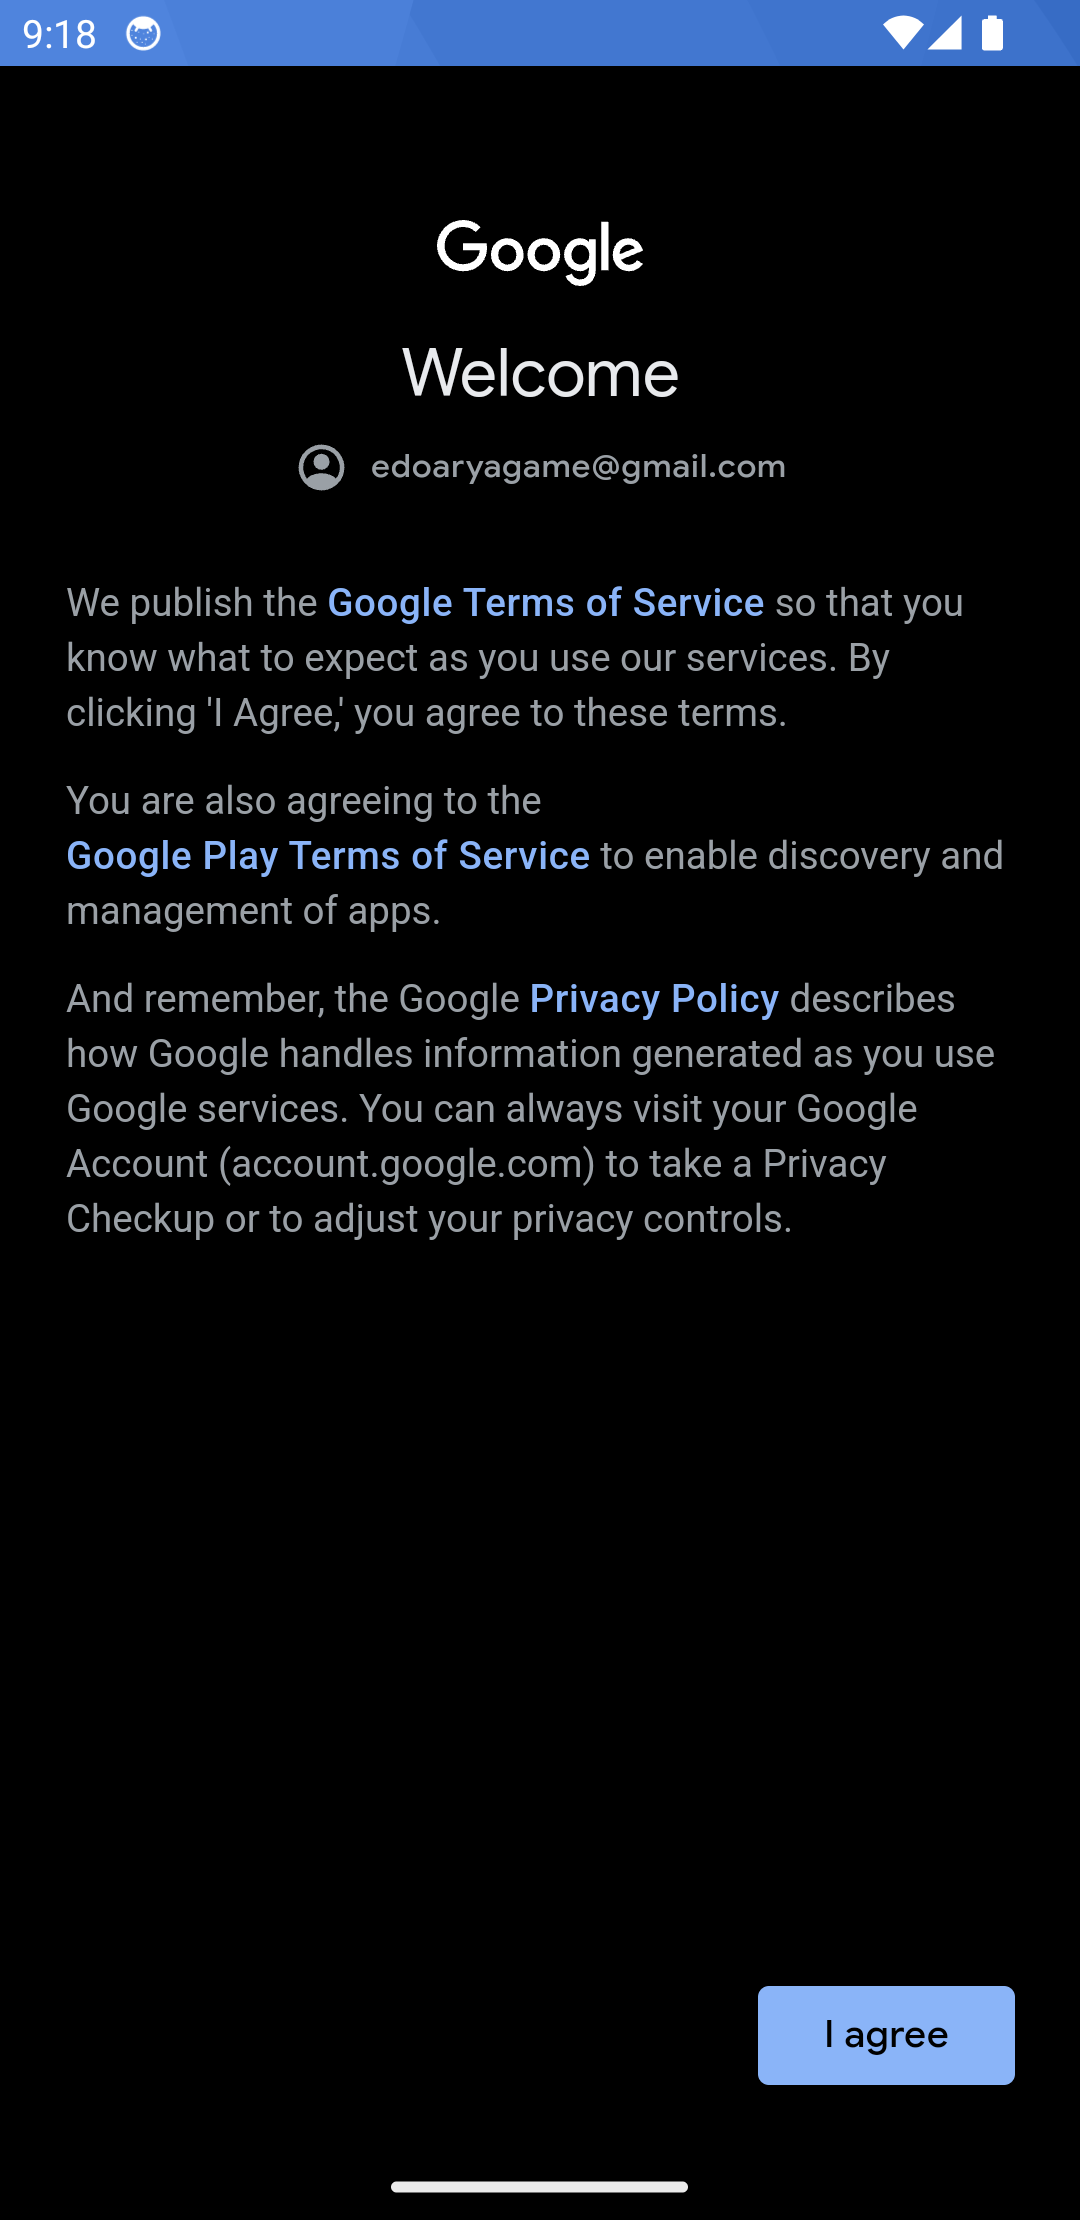 9:18
Google
Welcome
edoaryagame@gmail.com
We publish the Google Terms of Service so that you
know what to expect as you use our services. By
clicking 'I Agree,' you agree to these terms.
You are also agreeing to the
Google Play Terms of Service to enable discovery and
management of apps.
And remember, the Google Privacy Policy describes
how Google handles information generated as you use
Google services. You can always visit your Google
Account (account.google.com) to take a Privacy
Checkup or to adjust your privacy controls.
I agree